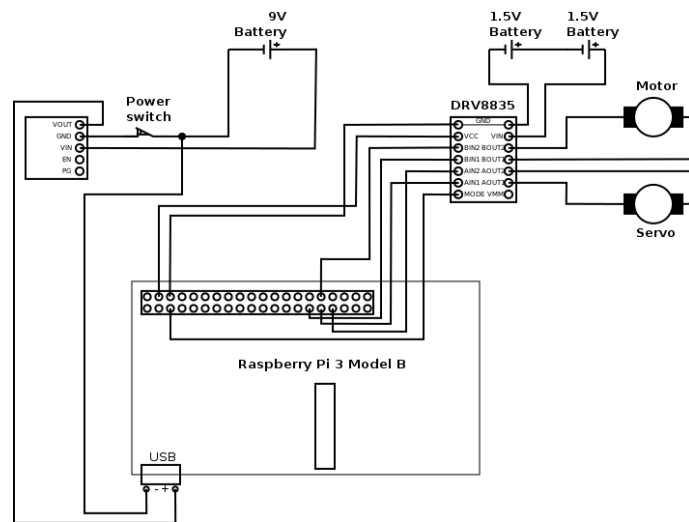 9V
Battery
1.5V
Battery
1.5V
Battery
Power
switch
DRV8835
Motor
VOUT
GND
VIN
EN
PG
GND
VCC VIN
BIN2 BOUT2
BIN1 BOUT1
AIN2 AOUT2
AIN1 AOUT1
MODE VMM
Servo
Raspberry Pi 3 Model B
USB
- +